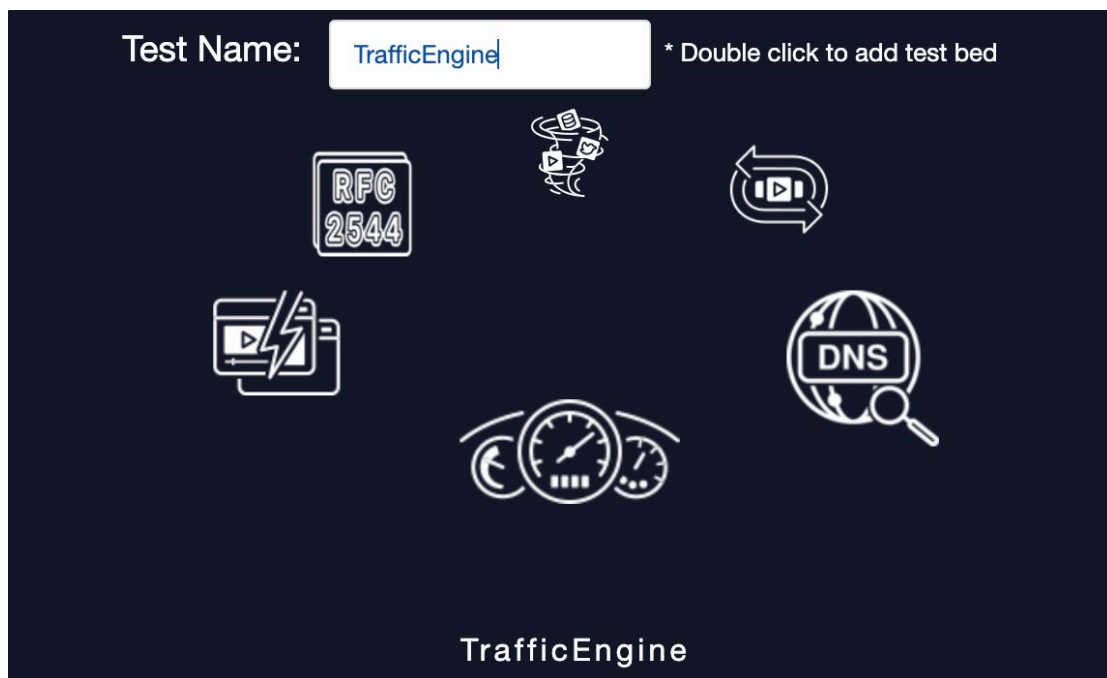 Test Name: TrafficEngine * Double click to add test bed
RFC
2544
DNS
TrafficEngine